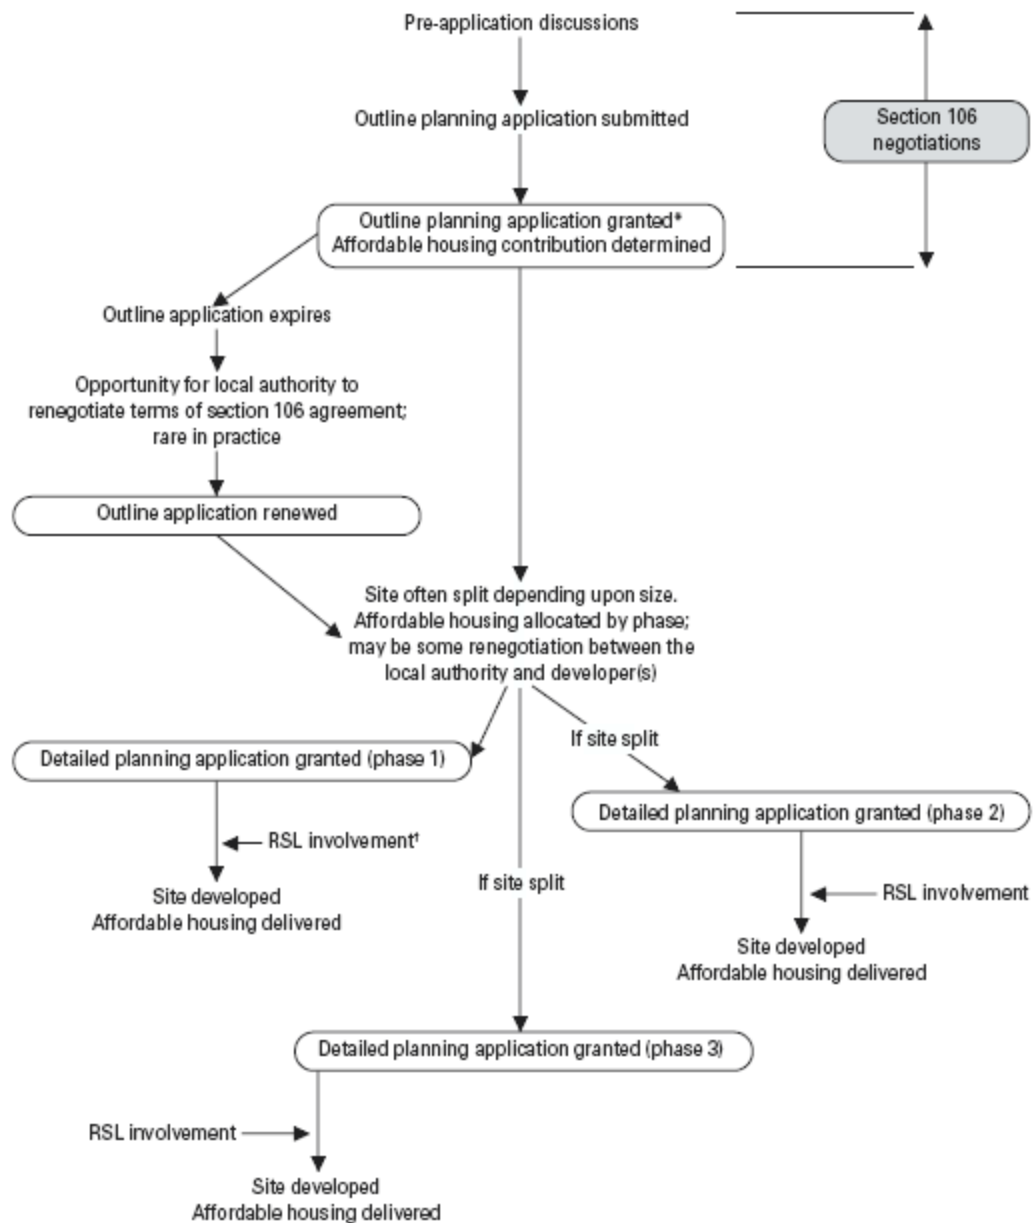 Pre-application discussions
Outline planning application submitted
Section 106
negotiations
Outline planning application granted*
Affordable housing contribution determined
Outline application expires
Opportunity for local authority to
renegotiate terms of section 106 agreement;
rare in practice
Outline application renewed
Site often split depending upon size.
Affordable housing allocated by phase;
may be some renegotiation between the
local authority and developer(s)
If site split
Detailed planning application granted (phase 1)
Detailed planning application granted (phase 2)
RSL involvement†
If site split
Site developed
Affordable housing delivered
RSL involvement
Site developed
Affordable housing delivered
Detailed planning application granted (phase 3)
RSL involvement
Site developed
Affordable housing delivered